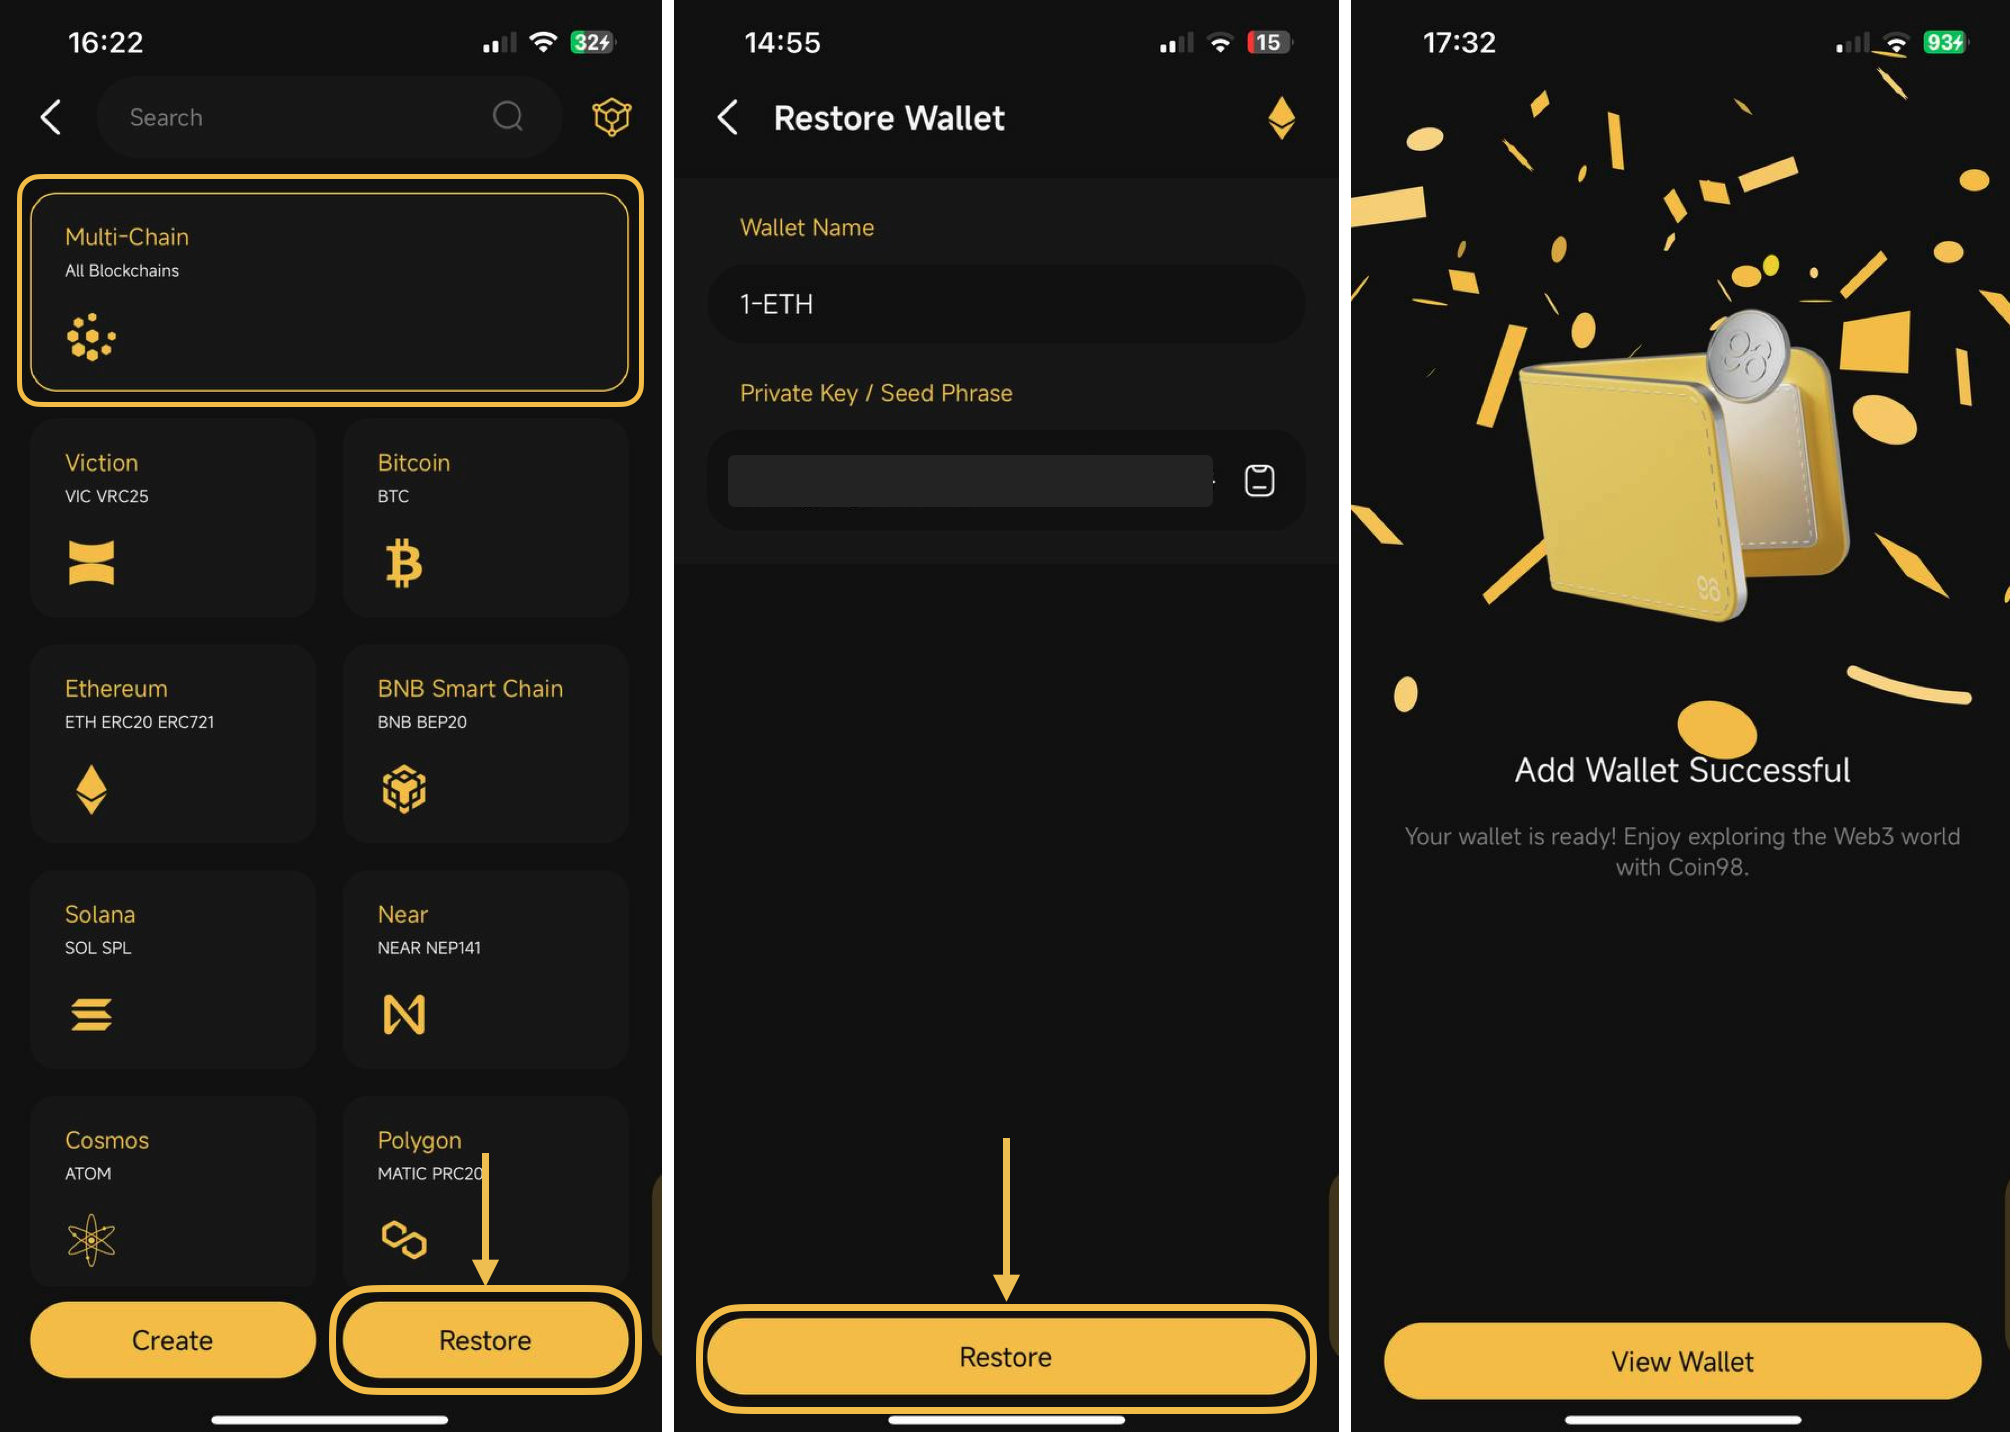 16:22
32
Search
Multi-Chain
All Blockchains
Viction
VIC VRC25
Bitcoin
BTC
Ethereum
ETH ERC20 ERC721
BNB Smart Chain
BNB BEP20
Solana
SOL SPL
Near
NEAR NEP141
Cosmos
ATOM
Polygon
MATIC PRC20
Create
Restore
14:55
15
Restore Wallet
Wallet Name
1-ETH
Private Key / Seed Phrase
Restore
17:32
93
98
98
Add Wallet Successful
Your wallet is ready! Enjoy exploring the Web3 world
with Coin98.
View Wallet